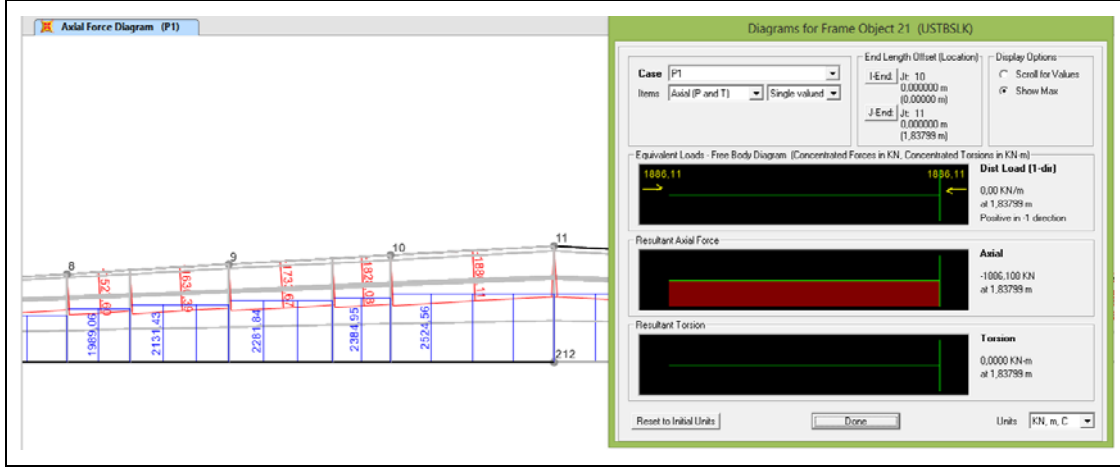 Axial Force Diagram (P1)
8
9
10
11
212
1989,06
2131,43
2281,84
2384,95
2524,56
Diagrams for Frame Object 21 (USTBSLK)
Case P1
Items Axial (P and T) Single valued
End Length Offset (Location)
I-End: Jt: 10
0,000000 m
(0,00000 m)
J-End: Jt: 11
0,000000 m
(1,83799 m)
Display Options
Scroll for Values
Show Max
Equivalent Loads - Free Body Diagram (Concentrated Forces in KN, Concentrated Torsions in KN-m)
1886,11
1886,11
Dist Load (1-dir)
0,00 KN/m
at 1,83799 m
Positive in -1 direction
Resultant Axial Force
Axial
-1886,108 KN
at 1,83799 m
Resultant Torsion
Torsion
0,0000 KN-m
at 1,83799 m
Reset to Initial Units
Done
Units KN, m, C